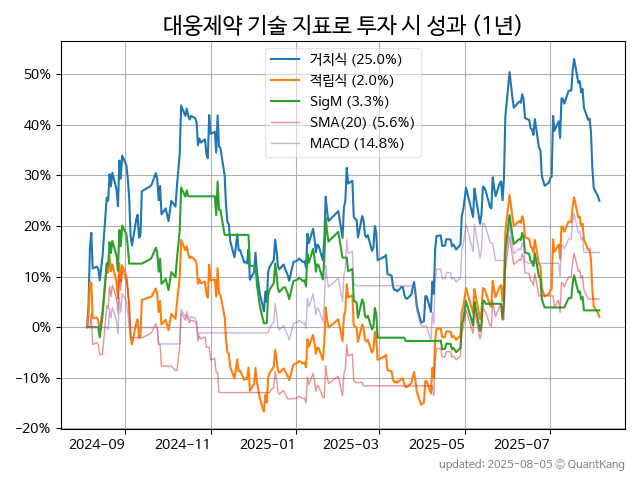 대웅제약 기술 지표로 투자 시 성과 (1년)
거치식 (25.0%)
적립식 (2.0%)
SigM (3.3%)
SMA(20) (5.6%)
MACD (14.8%)
50%
40%
30%
20%
10%
0%
−10%
−20%
2024-09 2024-11 2025-01 2025-03 2025-05 2025-07
updated: 2025-08-05 © QuantKang